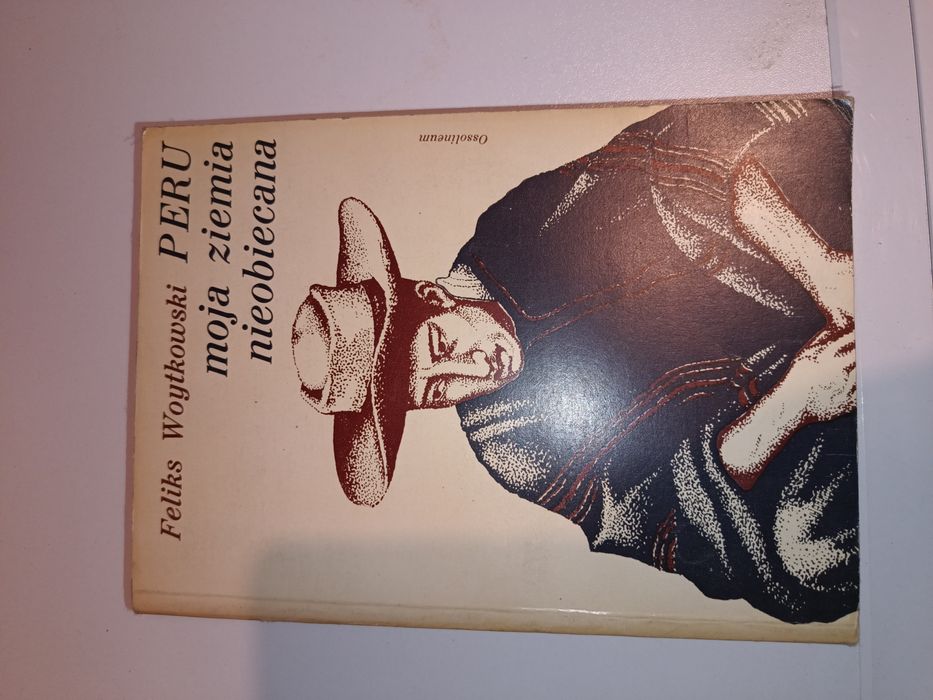 Feliks Woytkowski PERU
moja ziemia
nieobiecana
Ossolineum